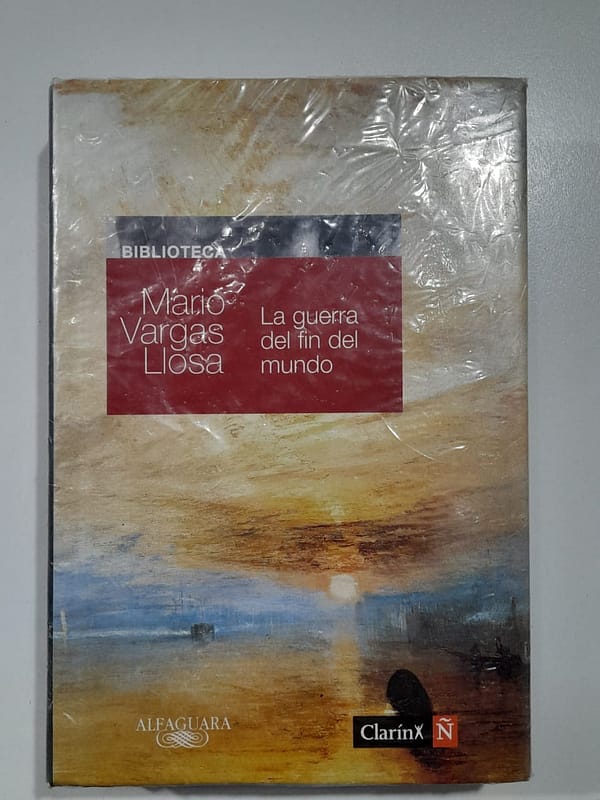 BIBLIOTECA
Mario
Vargas
Llosa
La guerra
del fin del
mundo
ALFAGUARA
Clarín
Ñ